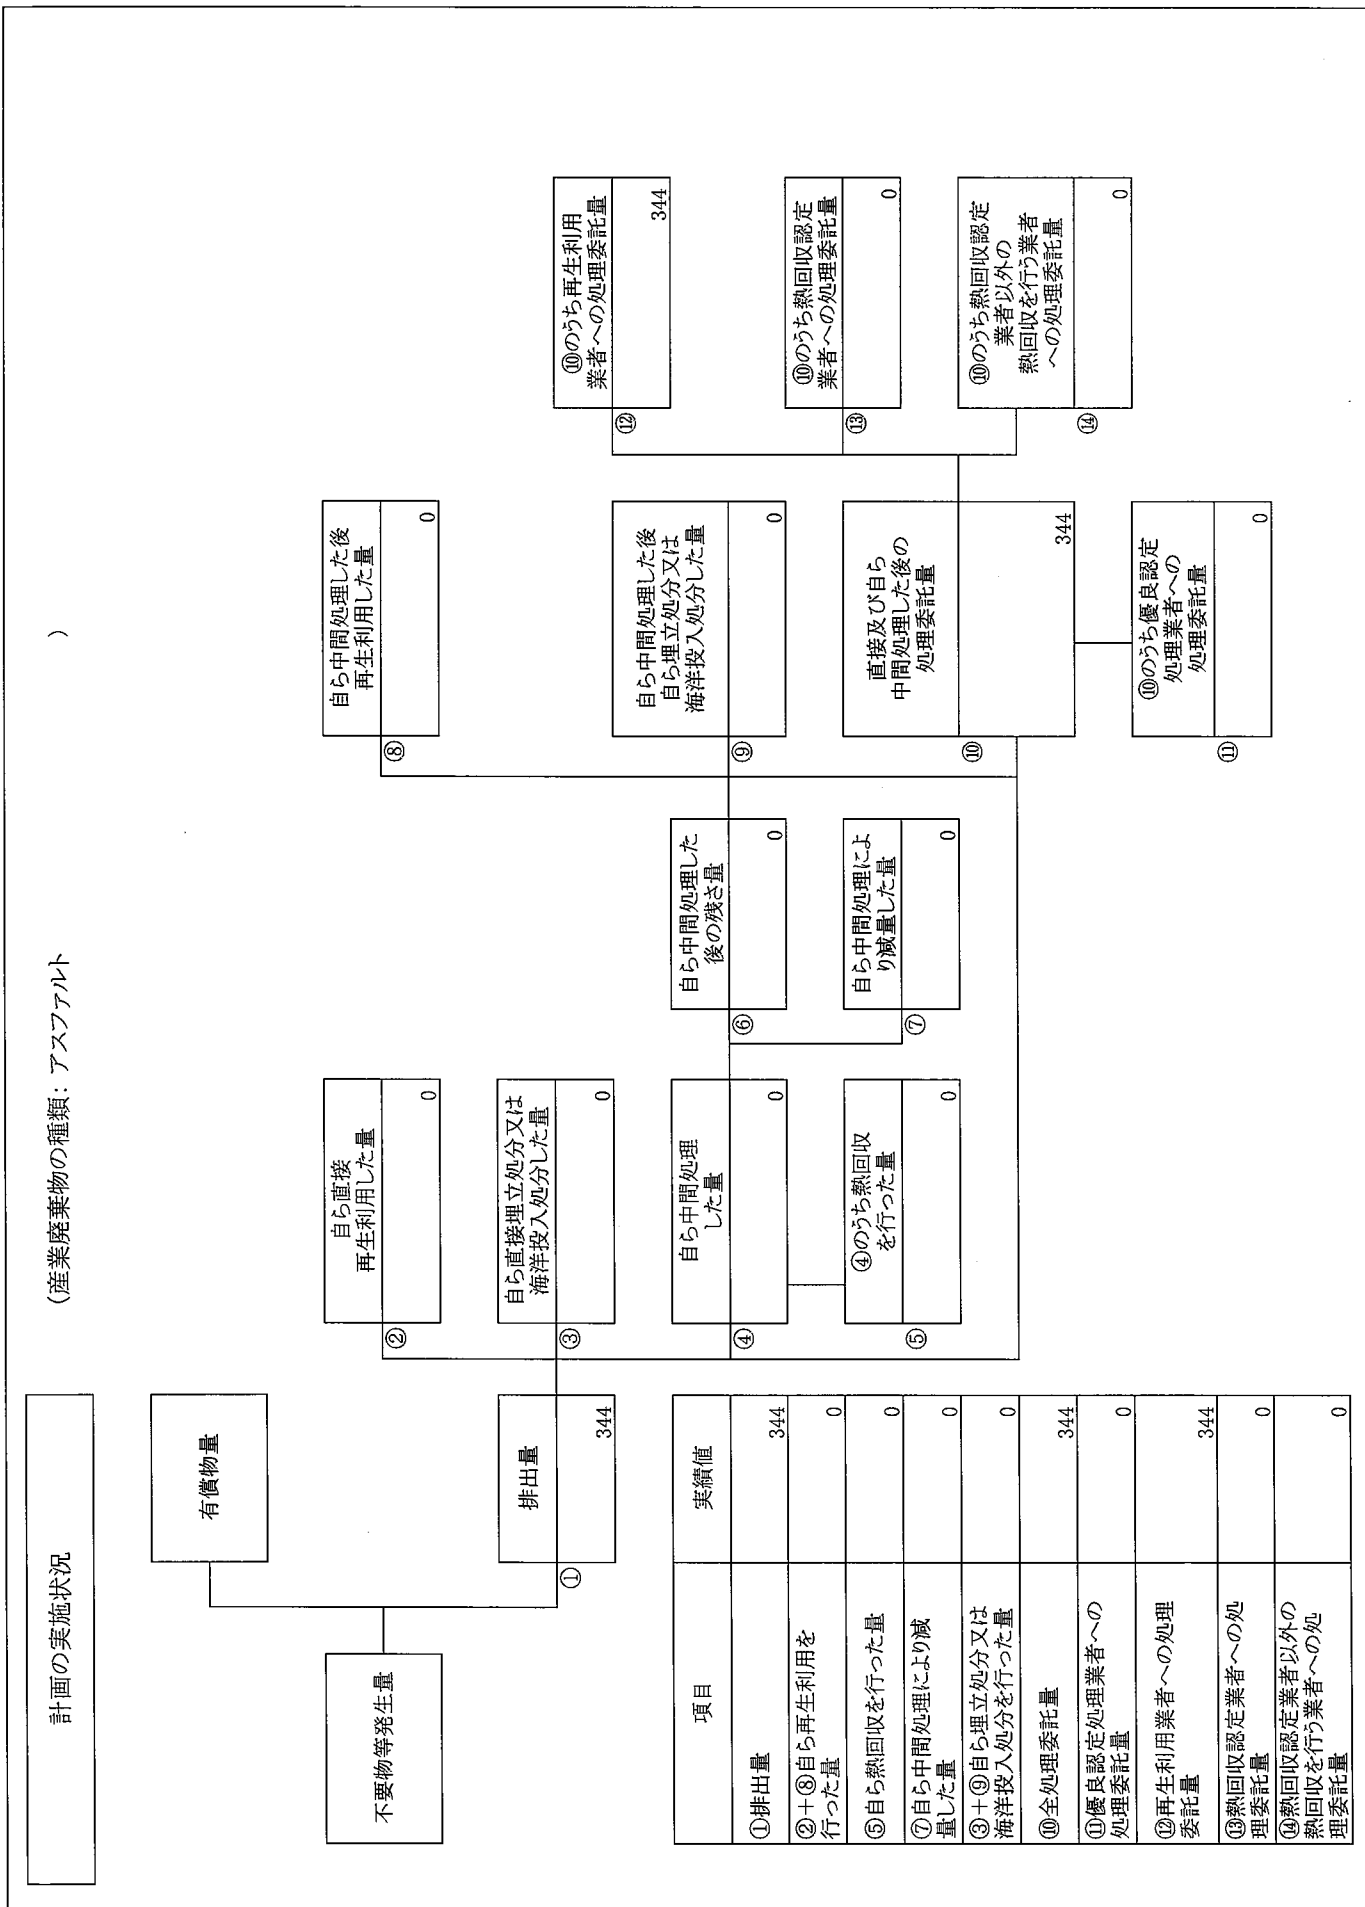 計画の実施状況
(産業廃棄物の種類：アスファルト
)
不要物等発生量
有償物量
①
排出量
344
②
自ら直接
再生利用した量
0
③
自ら直接埋立処分又は
海洋投入処分した量
0
④
自ら中間処理
した量
0
⑤
④のうち熱回収
を行った量
0
⑥
自ら中間処理した
後の残さ量
0
⑦
自ら中間処理によ
り減量した量
0
⑧
自ら中間処理した後
再生利用した量
0
⑨
自ら中間処理した後
自ら埋立処分又は
海洋投入処分した量
0
⑩
直接及び自ら
中間処理した後の
処理委託量
344
⑪
⑩のうち優良認定
処理業者への
処理委託量
0
⑫
⑩のうち再生利用
業者への処理委託量
344
⑬
⑩のうち熱回収認定
業者への処理委託量
0
⑭
⑩のうち熱回収認定
業者以外の
熱回収を行う業者
への処理委託量
0
項目
実績値
①排出量
344
②+⑧自ら再生利用を
行った量
0
⑤自ら熱回収を行った量
0
⑦自ら中間処理により減
量した量
0
③+⑨自ら埋立処分又は
海洋投入処分を行った量
0
⑩全処理委託量
344
⑪優良認定処理業者への
処理委託量
0
⑫再生利用業者への処理
委託量
344
⑬熱回収認定業者への処
理委託量
0
⑭熱回収認定業者以外の
熱回収を行う業者への処
理委託量
0